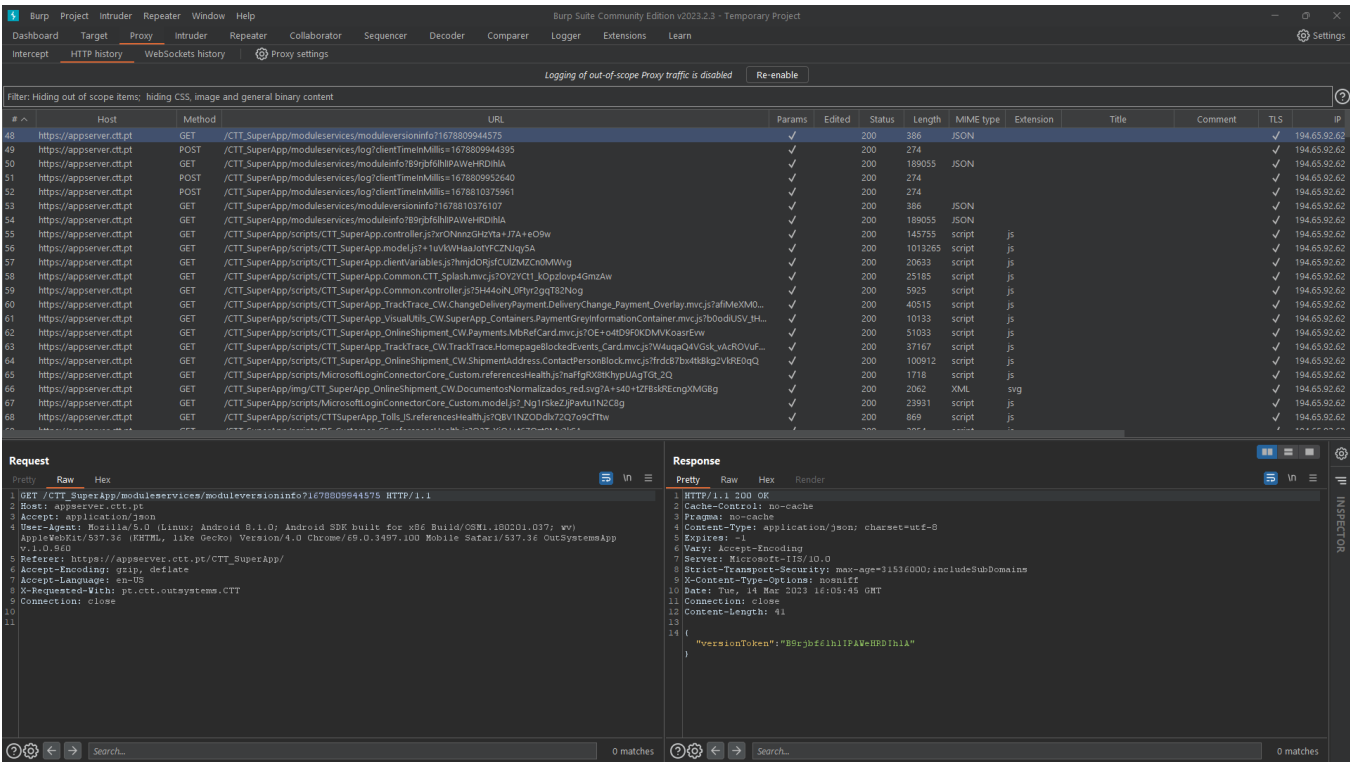 Burp Project Intruder Repeater Window Help Burp Suite Community Edition v2023.2.3 - Temporary Project
Dashboard Target Proxy Intruder Repeater Collaborator Sequencer Decoder Comparer Logger Extensions Learn Settings
Intercept HTTP history WebSockets history Proxy settings
Logging of out-of-scope Proxy traffic is disabled Re-enable
Filter: Hiding out of scope items; hiding CSS, image and general binary content
# Host Method URL Params Edited Status Length MIME type Extension Title Comment TLS IP
48 https://appserver.ctt.pt GET /CTT_SuperApp/moduleservices/moduleversioninfo?1678809944575 ✓ 200 386 JSON ✓ 194.65.92.62
49 https://appserver.ctt.pt POST /CTT_SuperApp/moduleservices/log?clientTimeInMillis=1678809944395 ✓ 200 274 ✓ 194.65.92.62
50 https://appserver.ctt.pt GET /CTT_SuperApp/moduleservices/moduleinfo?B9rjbf6lhlIPAWeHRDIhlA ✓ 200 189055 JSON ✓ 194.65.92.62
51 https://appserver.ctt.pt POST /CTT_SuperApp/moduleservices/log?clientTimeInMillis=1678809952640 ✓ 200 274 ✓ 194.65.92.62
52 https://appserver.ctt.pt POST /CTT_SuperApp/moduleservices/log?clientTimeInMillis=1678810375961 ✓ 200 274 ✓ 194.65.92.62
53 https://appserver.ctt.pt GET /CTT_SuperApp/moduleservices/moduleversioninfo?1678810376107 ✓ 200 386 JSON ✓ 194.65.92.62
54 https://appserver.ctt.pt GET /CTT_SuperApp/moduleservices/moduleinfo?B9rjbf6lhlIPAWeHRDIhlA ✓ 200 189055 JSON ✓ 194.65.92.62
55 https://appserver.ctt.pt GET /CTT_SuperApp/scripts/CTT_SuperApp.controller.js?xrONnnzGHzYta+J7A+eO9w ✓ 200 145755 script js ✓ 194.65.92.62
56 https://appserver.ctt.pt GET /CTT_SuperApp/scripts/CTT_SuperApp.model.js?+1uVkWHaaJotYFCZNJqy5A ✓ 200 1013265 script js ✓ 194.65.92.62
57 https://appserver.ctt.pt GET /CTT_SuperApp/scripts/CTT_SuperApp.clientVariables.js?hmjdORjsfCUlZMZCn0MWvg ✓ 200 20633 script js ✓ 194.65.92.62
58 https://appserver.ctt.pt GET /CTT_SuperApp/scripts/CTT_SuperApp.Common.CTT_Splash.mvc.js?OY2YCt1_kOpzlovp4GmzAw ✓ 200 25185 script js ✓ 194.65.92.62
59 https://appserver.ctt.pt GET /CTT_SuperApp/scripts/CTT_SuperApp.Common.controller.js?5H44oiN_0Ftyr2gqT82Nog ✓ 200 5925 script js ✓ 194.65.92.62
60 https://appserver.ctt.pt GET /CTT_SuperApp/scripts/CTT_SuperApp_TrackTrace_CW.ChangeDeliveryPayment.DeliveryChange_Payment_Overlay.mvc.js?afiMeXM0... ✓ 200 40515 script js ✓ 194.65.92.62
61 https://appserver.ctt.pt GET /CTT_SuperApp/scripts/CTT_SuperApp_VisualUtils_CW.SuperApp_Containers.PaymentGreyInformationContainer.mvc.js?b0odiUSV_tH... ✓ 200 10133 script js ✓ 194.65.92.62
62 https://appserver.ctt.pt GET /CTT_SuperApp/scripts/CTT_SuperApp_OnlineShipment_CW.Payments.MbRefCard.mvc.js?OE+o4tD9F0KDMVKoasrEvw ✓ 200 51033 script js ✓ 194.65.92.62
63 https://appserver.ctt.pt GET /CTT_SuperApp/scripts/CTT_SuperApp_TrackTrace_CW.TrackTrace.HomepageBlockedEvents_Card.mvc.js?W4uqaQ4VGsk_vAcROVuF... ✓ 200 37167 script js ✓ 194.65.92.62
64 https://appserver.ctt.pt GET /CTT_SuperApp/scripts/CTT_SuperApp_OnlineShipment_CW.ShipmentAddress.ContactPersonBlock.mvc.js?frdcB7bx4tkBkg2VkRE0qQ ✓ 200 100912 script js ✓ 194.65.92.62
65 https://appserver.ctt.pt GET /CTT_SuperApp/scripts/MicrosoftLoginConnectorCore_Custom.referencesHealth.js?naFfgRX8tKhypUAgTGt_2Q ✓ 200 1718 script js ✓ 194.65.92.62
66 https://appserver.ctt.pt GET /CTT_SuperApp/img/CTT_SuperApp_OnlineShipment_CW.DocumentosNormalizados_red.svg?A+s40+tZFBskREcngXMGBg ✓ 200 2062 XML svg ✓ 194.65.92.62
67 https://appserver.ctt.pt GET /CTT_SuperApp/scripts/MicrosoftLoginConnectorCore_Custom.model.js?_Ng1rSkeZJjPavtu1N2C8g ✓ 200 23931 script js ✓ 194.65.92.62
68 https://appserver.ctt.pt GET /CTT_SuperApp/scripts/CTTSuperApp_Tolls_IS.referencesHealth.js?QBV1NZODdlx72Q7o9CfTtw ✓ 200 869 script js ✓ 194.65.92.62
Request
Pretty Raw Hex \n
1 GET /CTT_SuperApp/moduleservices/moduleversioninfo?1678809944575 HTTP/1.1
2 Host: appserver.ctt.pt
3 Accept: application/json
4 User-Agent: Mozilla/5.0 (Linux; Android 8.1.0; Android SDK built for x86 Build/OSM1.180201.037; wv)
AppleWebKit/537.36 (KHTML, like Gecko) Version/4.0 Chrome/69.0.3497.100 Mobile Safari/537.36 OutSystemsApp
v.1.0.960
5 Referer: https://appserver.ctt.pt/CTT_SuperApp/
6 Accept-Encoding: gzip, deflate
7 Accept-Language: en-US
8 X-Requested-With: pt.ctt.outsystems.CTT
9 Connection: close
10
11
Search... 0 matches
Response
Pretty Raw Hex Render \n
1 HTTP/1.1 200 OK
2 Cache-Control: no-cache
3 Pragma: no-cache
4 Content-Type: application/json; charset=utf-8
5 Expires: -1
6 Vary: Accept-Encoding
7 Server: Microsoft-IIS/10.0
8 Strict-Transport-Security: max-age=31536000;includeSubDomains
9 X-Content-Type-Options: nosniff
10 Date: Tue, 14 Mar 2023 16:05:45 GMT
11 Connection: close
12 Content-Length: 41
13
14 {
"versionToken":"B9rjbf6lhlIPAWeHRDIhlA"
}
Search... 0 matches
INSPECTOR